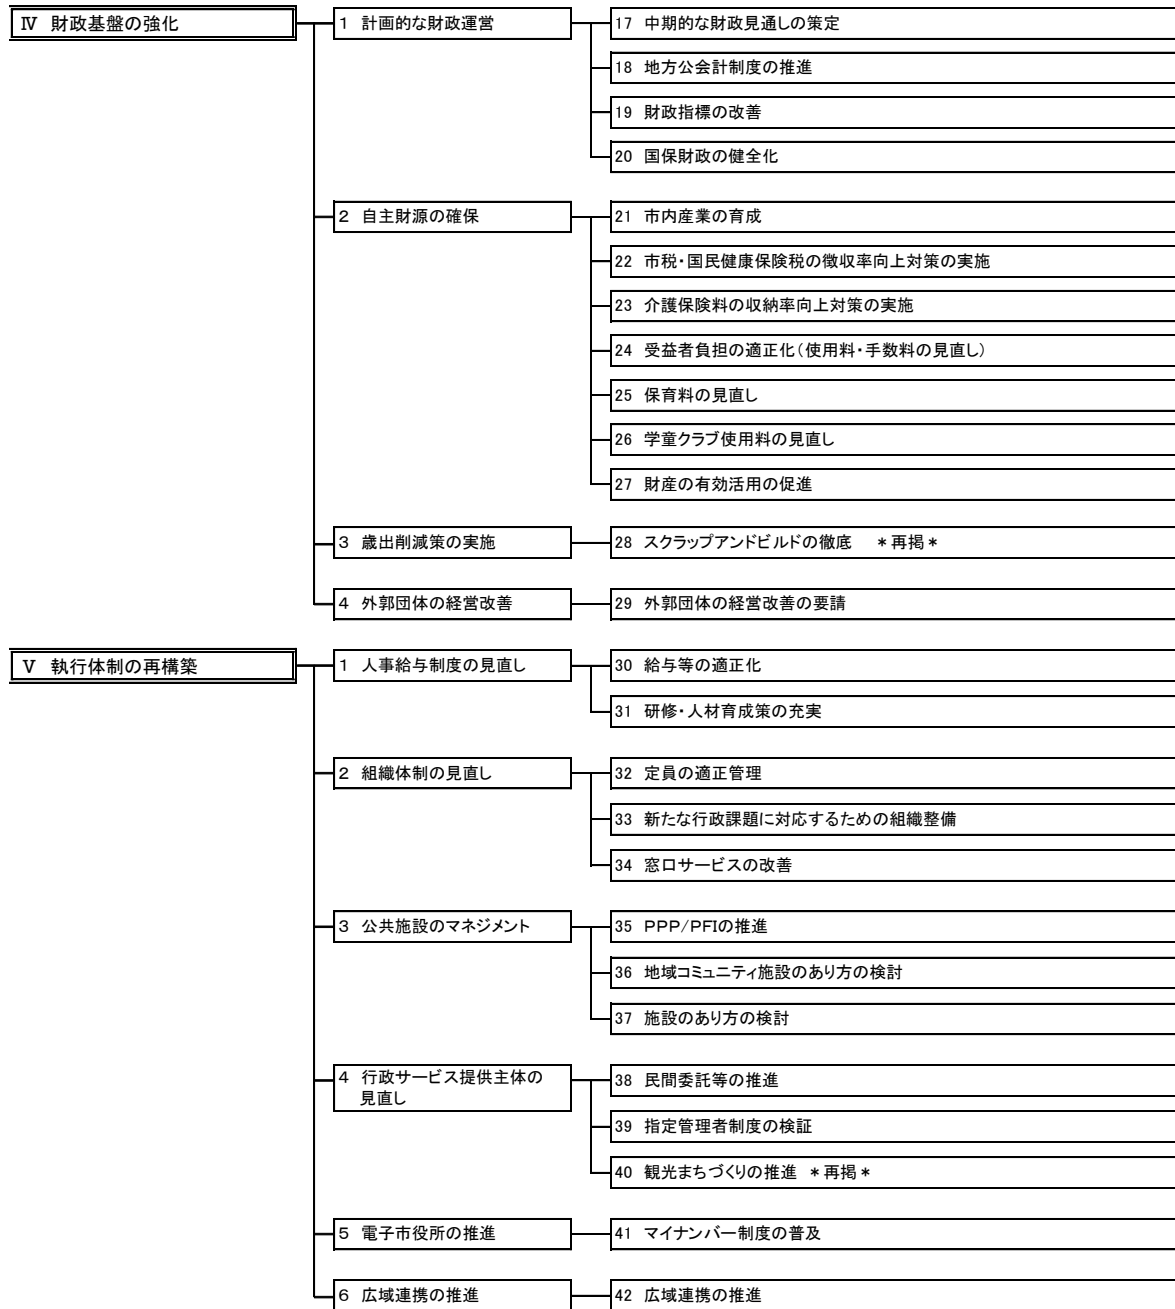 Ⅳ 財政基盤の強化
1 計画的な財政運営
17 中期的な財政見通しの策定
18 地方公会計制度の推進
19 財政指標の改善
20 国保財政の健全化
2 自主財源の確保
21 市内産業の育成
22 市税・国民健康保険税の徴収率向上対策の実施
23 介護保険料の収納率向上対策の実施
24 受益者負担の適正化(使用料・手数料の見直し)
25 保育料の見直し
26 学童クラブ使用料の見直し
27 財産の有効活用の促進
3 歳出削減策の実施
28 スクラップアンドビルドの徹底 *再掲*
4 外郭団体の経営改善
29 外郭団体の経営改善の要請
Ⅴ 執行体制の再構築
1 人事給与制度の見直し
30 給与等の適正化
31 研修・人材育成策の充実
2 組織体制の見直し
32 定員の適正管理
33 新たな行政課題に対応するための組織整備
34 窓口サービスの改善
3 公共施設のマネジメント
35 PPP/PFIの推進
36 地域コミュニティ施設のあり方の検討
37 施設のあり方の検討
4 行政サービス提供主体の
見直し
38 民間委託等の推進
39 指定管理者制度の検証
40 観光まちづくりの推進 *再掲*
5 電子市役所の推進
41 マイナンバー制度の普及
6 広域連携の推進
42 広域連携の推進